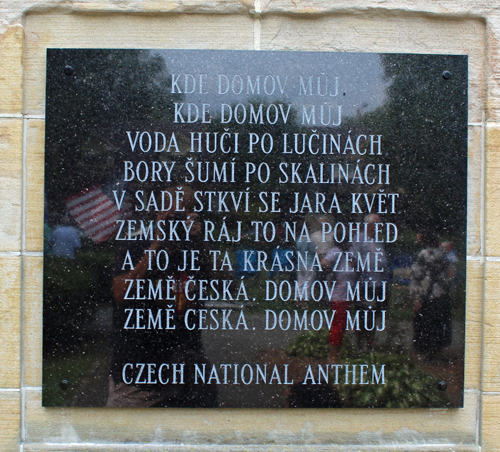 KDE DOMOV MŮJ
KDE DOMOV MŮJ
VODA HUČI PO LUČINÁCH
BORY ŠUMÍ PO SKALINÁCH
V SADĚ STKVÍ SE JARA KVĚT
ZEMSKÝ RÁJ TO NA POHLED
A TO JE TA KRÁSNÁ ZEMĚ
ZEMĚ ČESKÁ. DOMOV MŮJ
ZEMĚ ČESKÁ. DOMOV MŮJ
CZECH NATIONAL ANTHEM